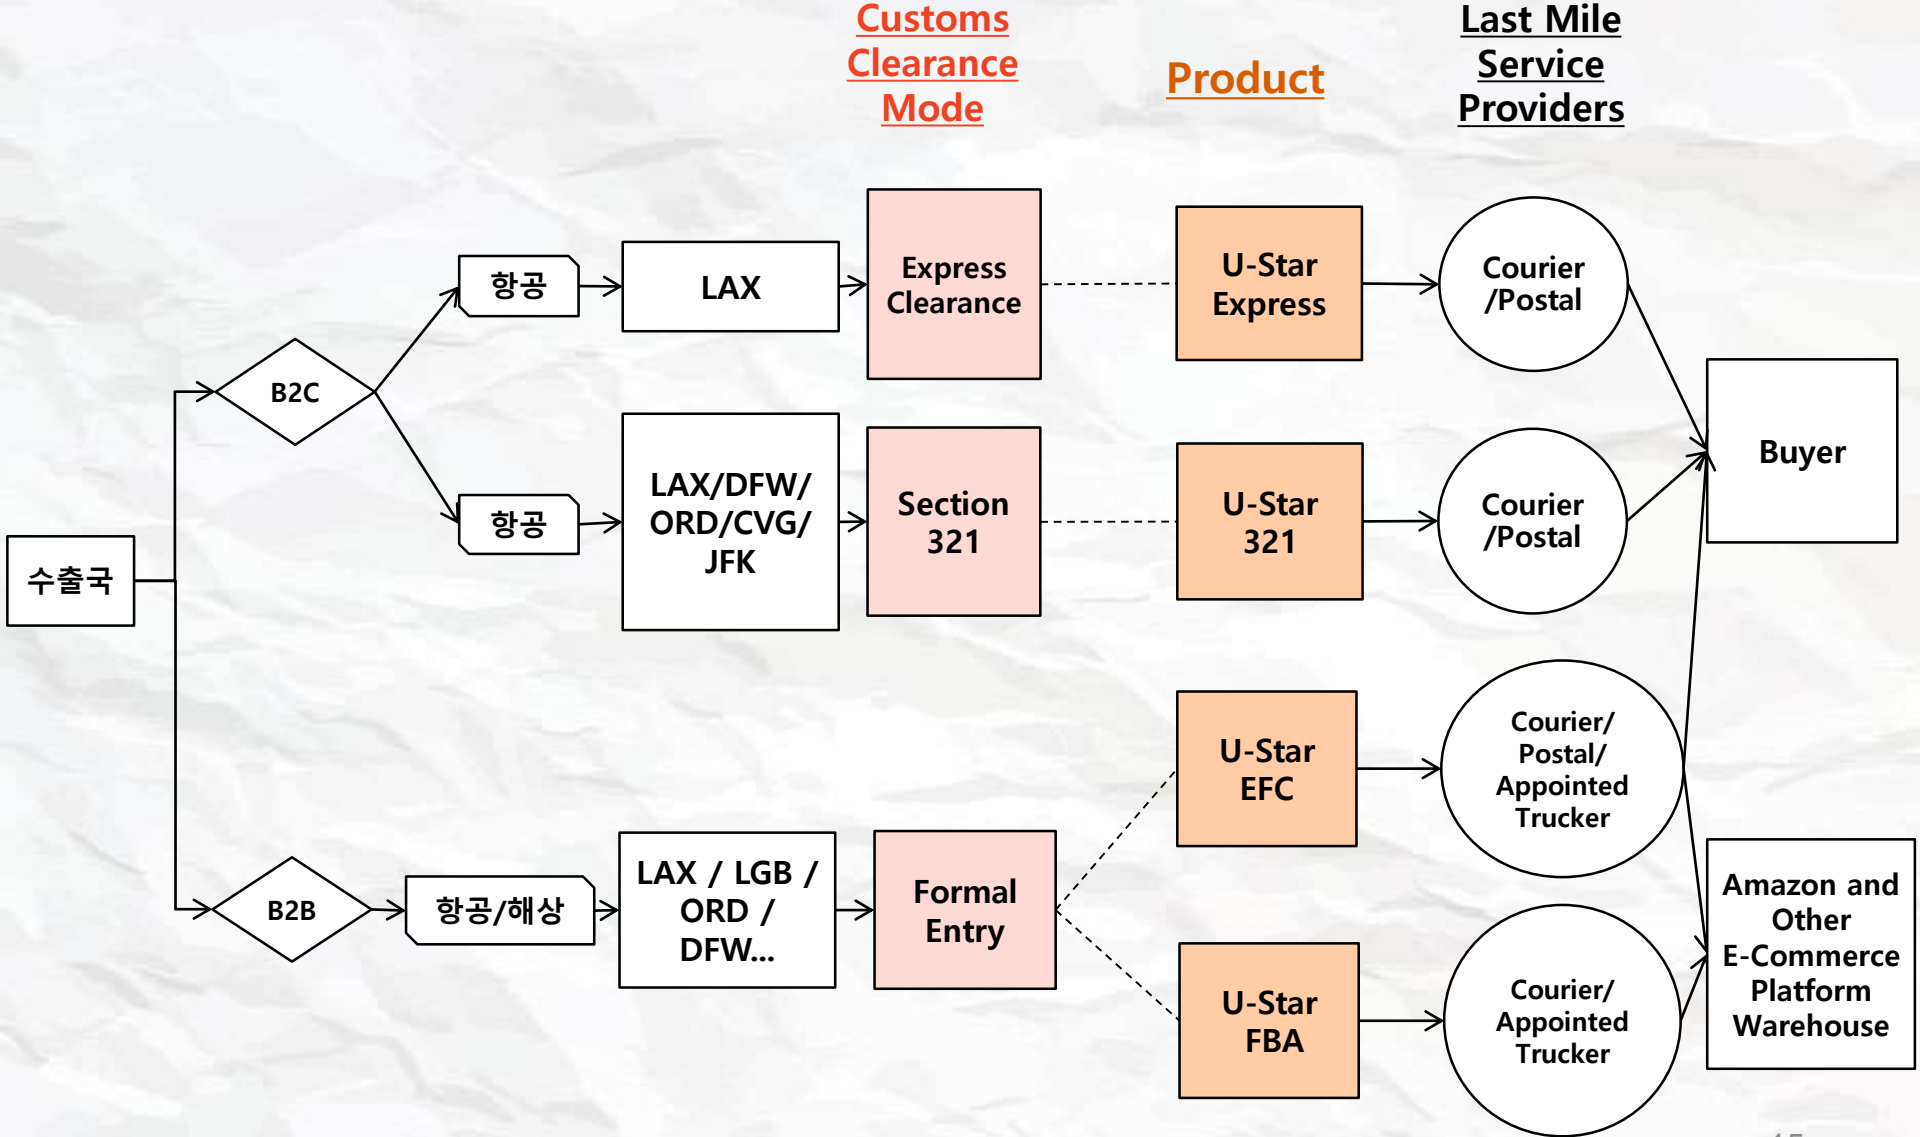 Customs
Clearance
Mode
Product
Last Mile
Service
Providers
항공
LAX
Express
Clearance
U-Star
Express
Courier
/Postal
B2C
Buyer
항공
LAX/DFW/
ORD/CVG/
JFK
Section
321
U-Star
321
Courier
/Postal
수출국
U-Star
EFC
Courier/
Postal/
Appointed
Trucker
B2B
항공/해상
LAX / LGB /
ORD /
DFW...
Formal
Entry
Amazon and
Other
E-Commerce
Platform
Warehouse
U-Star
FBA
Courier/
Appointed
Trucker